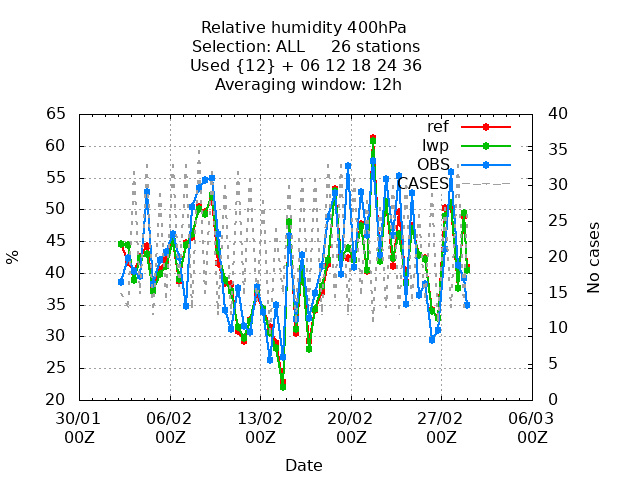 Relative humidity 400hPa
Selection: ALL 26 stations
Used {12} + 06 12 18 24 36
Averaging window: 12h
65
60
55
50
45
40
35
30
25
20
%
40
35
30
25
20
15
10
5
0
No cases
ref
lwp
OBS
CASES
30/01 06/02 13/02 20/02 27/02 06/03
00Z 00Z 00Z 00Z 00Z 00Z
Date